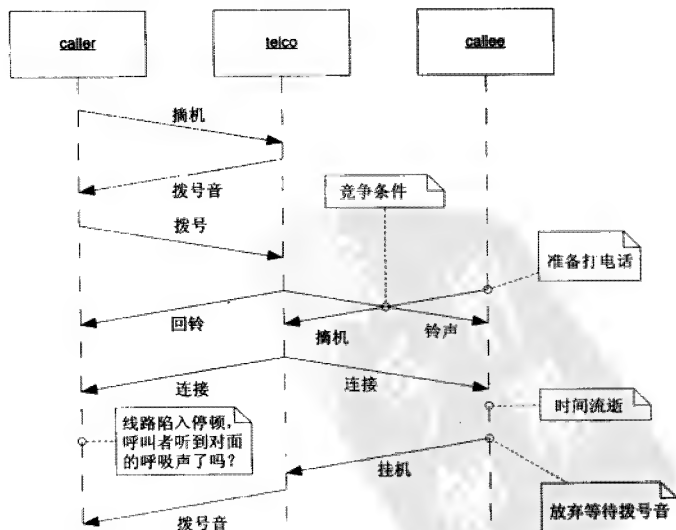 caller
telco
callee
摘机
拨号音
竞争条件
拨号
准备打电话
回铃
摘机
铃声
连接
连接
时间流逝
线路陷入停顿，
呼叫者听到对面
的呼吸声了吗？
挂机
放弃等待拨号音
拨号音